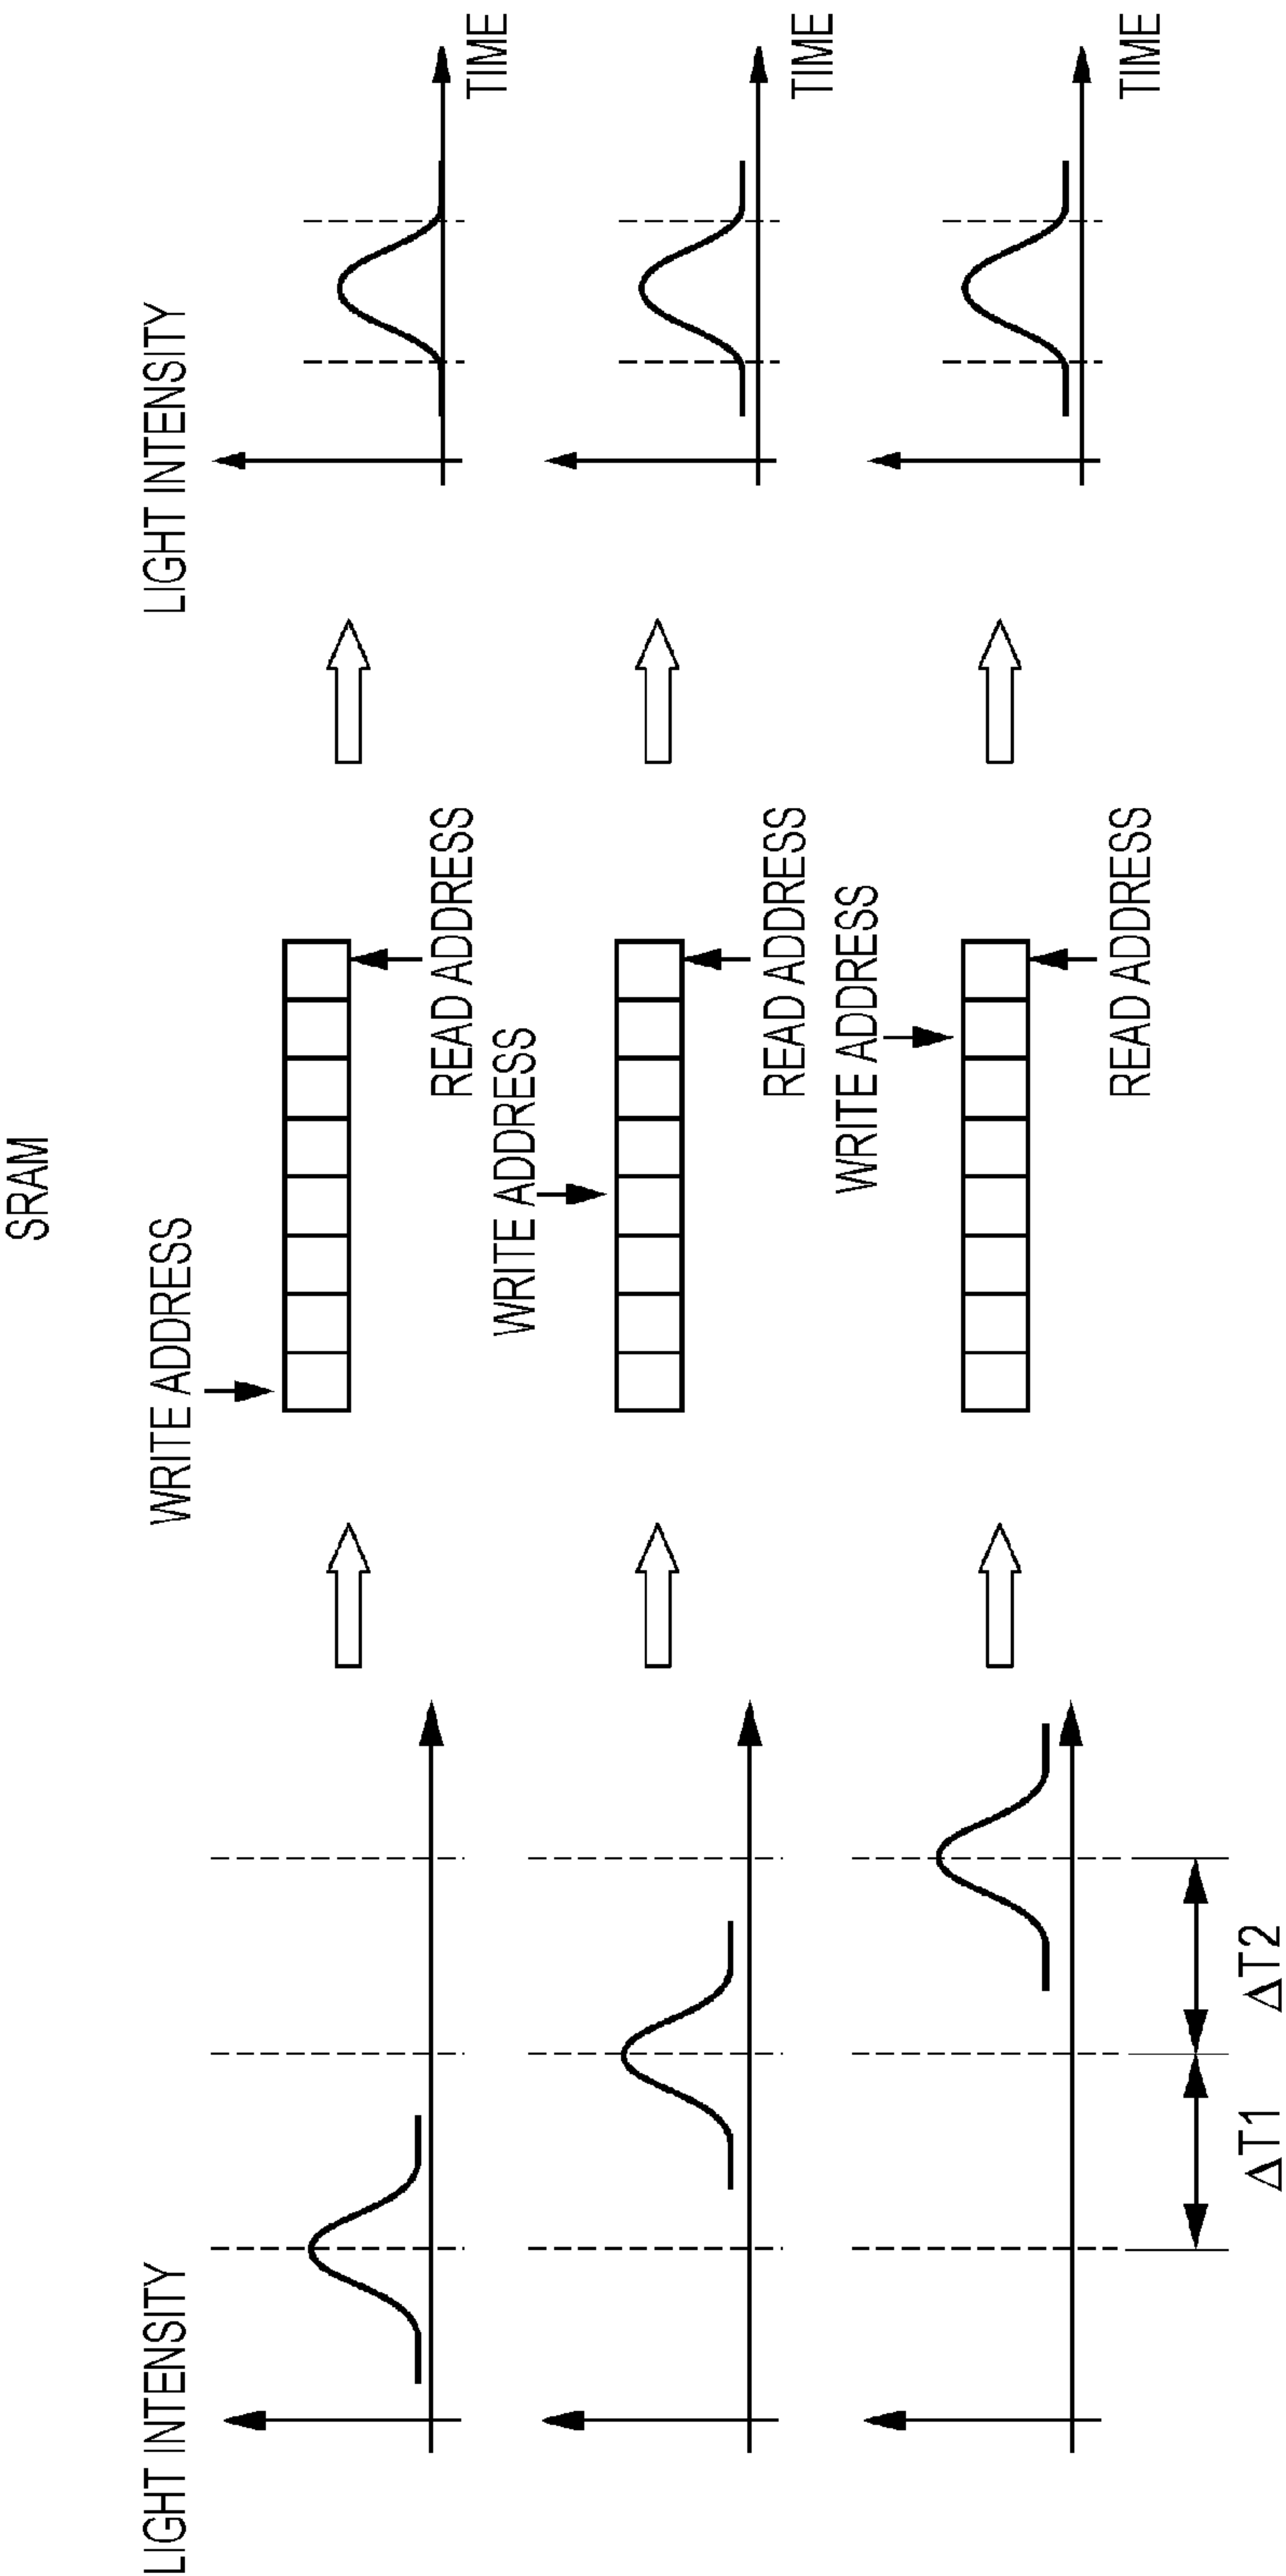 SRAM
LIGHT INTENSITY
WRITE ADDRESS
LIGHT INTENSITY
READ ADDRESS
TIME
WRITE ADDRESS
READ ADDRESS
TIME
WRITE ADDRESS
READ ADDRESS
TIME
ΔT1
ΔT2